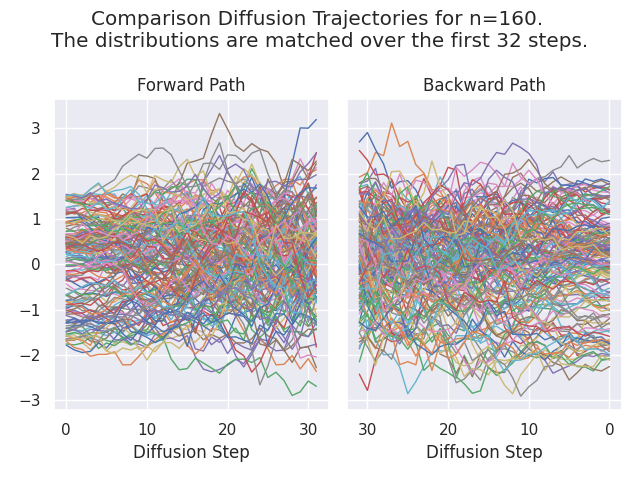 Comparison Diffusion Trajectories for n=160.
The distributions are matched over the first 32 steps.
Forward Path
Backward Path
3
2
1
0
−1
−2
−3
0 10 20 30
30 20 10 0
Diffusion Step
Diffusion Step